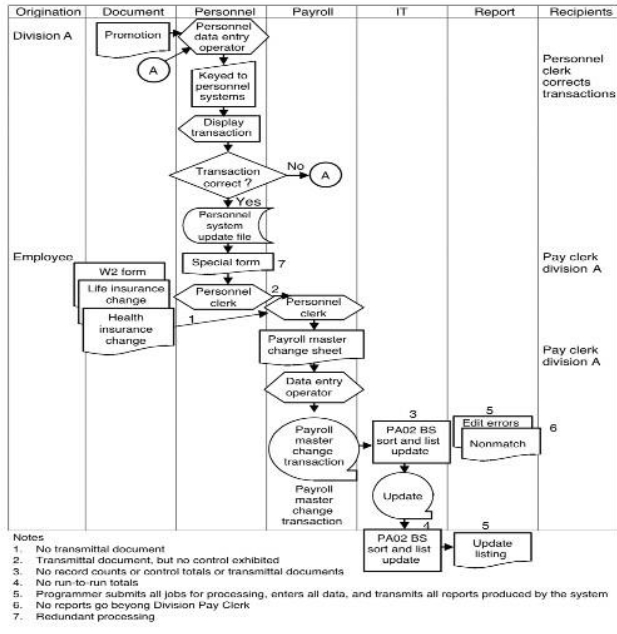 Origination Document Personnel Payroll IT Report Recipients
Division A
Promotion
Personnel
data entry
operator
A
Keyed to
personnel
systems
Personnel
clerk
corrects
transactions
Display
transaction
Transaction
correct ?
No
A
Yes
Personnel
system
update file
Employee
Special form
7
Pay clerk
division A
W2 form
Life insurance
change
Health
insurance
change
Personnel
clerk
2
Personnel
clerk
1
Payroll master
change sheet
Pay clerk
division A
Data entry
operator
3
5
Payroll
master
change
transaction
PA02 BS
sort and list
update
Edit errors
Nonmatch
6
Payroll
master
change
transaction
Update
4
5
PA02 BS
sort and list
update
Update
listing
Notes
1. No transmittal document
2. Transmittal document, but no control exhibited
3. No record counts or control totals or transmittal documents
4. No run-to-run totals
5. Programmer submits all jobs for processing, enters all data, and transmits all reports produced by the system
6. No reports go beyong Division Pay Clerk
7. Redundant processing